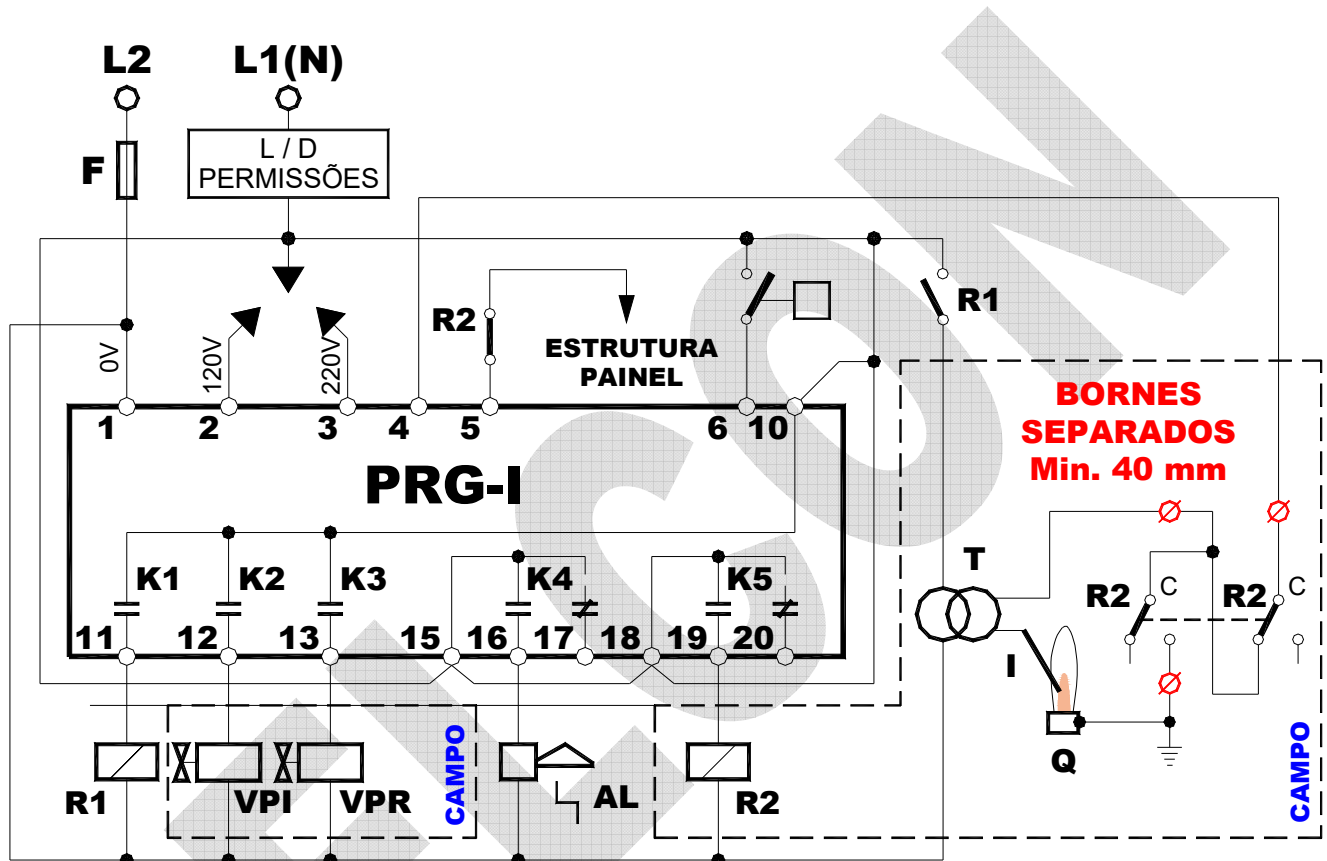 L2
L1(N)
F
L / D
PERMISSÕES
0V
120V
220V
R2
ESTRUTURA
PAINEL
R1
1
2
3
4
5
6
10
BORNES
SEPARADOS
Min. 40 mm
PRG-I
K1
K2
K3
K4
K5
11
12
13
15
16
17
18
19
20
T
I
Q
R2
C
R2
C
R1
VPI
VPR
CAMPO
AL
R2
CAMPO
ELCON